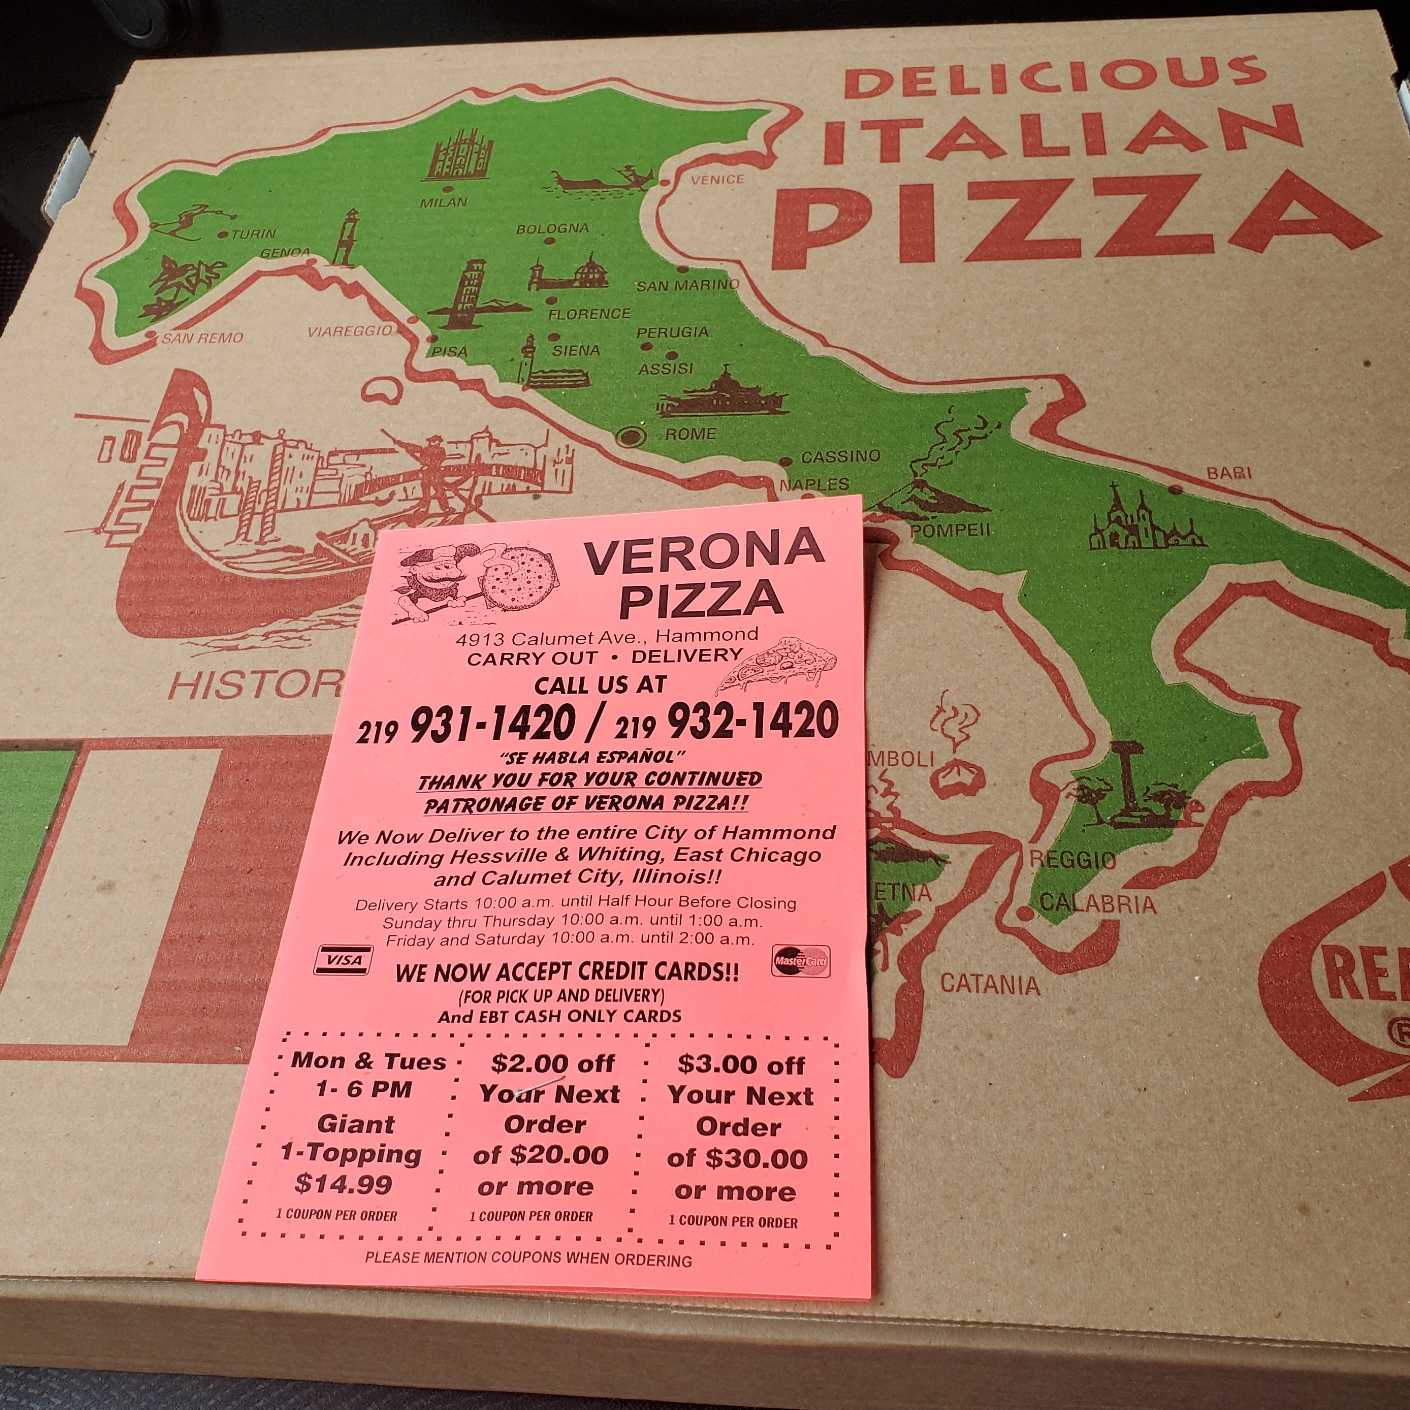 DELICIOUS
ITALIAN
PIZZA
VENICE
MILAN
TURIN
GENOA
BOLOGNA
SAN MARINO
FLORENCE
SAN REMO
VIAREGGIO
PISA
SIENA
PERUGIA
ASSISI
ROME
CASSINO
NAPLES
BARI
POMPEII
HISTOR
MBOLI
REGGIO
CALABRIA
ETNA
CATANIA
®
VERONA
PIZZA
4913 Calumet Ave., Hammond
CARRY OUT • DELIVERY
CALL US AT
219 931-1420 / 219 932-1420
"SE HABLA ESPAÑOL"
THANK YOU FOR YOUR CONTINUED
PATRONAGE OF VERONA PIZZA!!
We Now Deliver to the entire City of Hammond
Including Hessville & Whiting, East Chicago
and Calumet City, Illinois!!
Delivery Starts 10:00 a.m. until Half Hour Before Closing
Sunday thru Thursday 10:00 a.m. until 1:00 a.m.
Friday and Saturday 10:00 a.m. until 2:00 a.m.
VISA
MasterCard
WE NOW ACCEPT CREDIT CARDS!!
(FOR PICK UP AND DELIVERY)
And EBT CASH ONLY CARDS
Mon & Tues
1- 6 PM
Giant
1-Topping
$14.99
1 COUPON PER ORDER
$2.00 off
Your Next
Order
of $20.00
or more
1 COUPON PER ORDER
$3.00 off
Your Next
Order
of $30.00
or more
1 COUPON PER ORDER
PLEASE MENTION COUPONS WHEN ORDERING